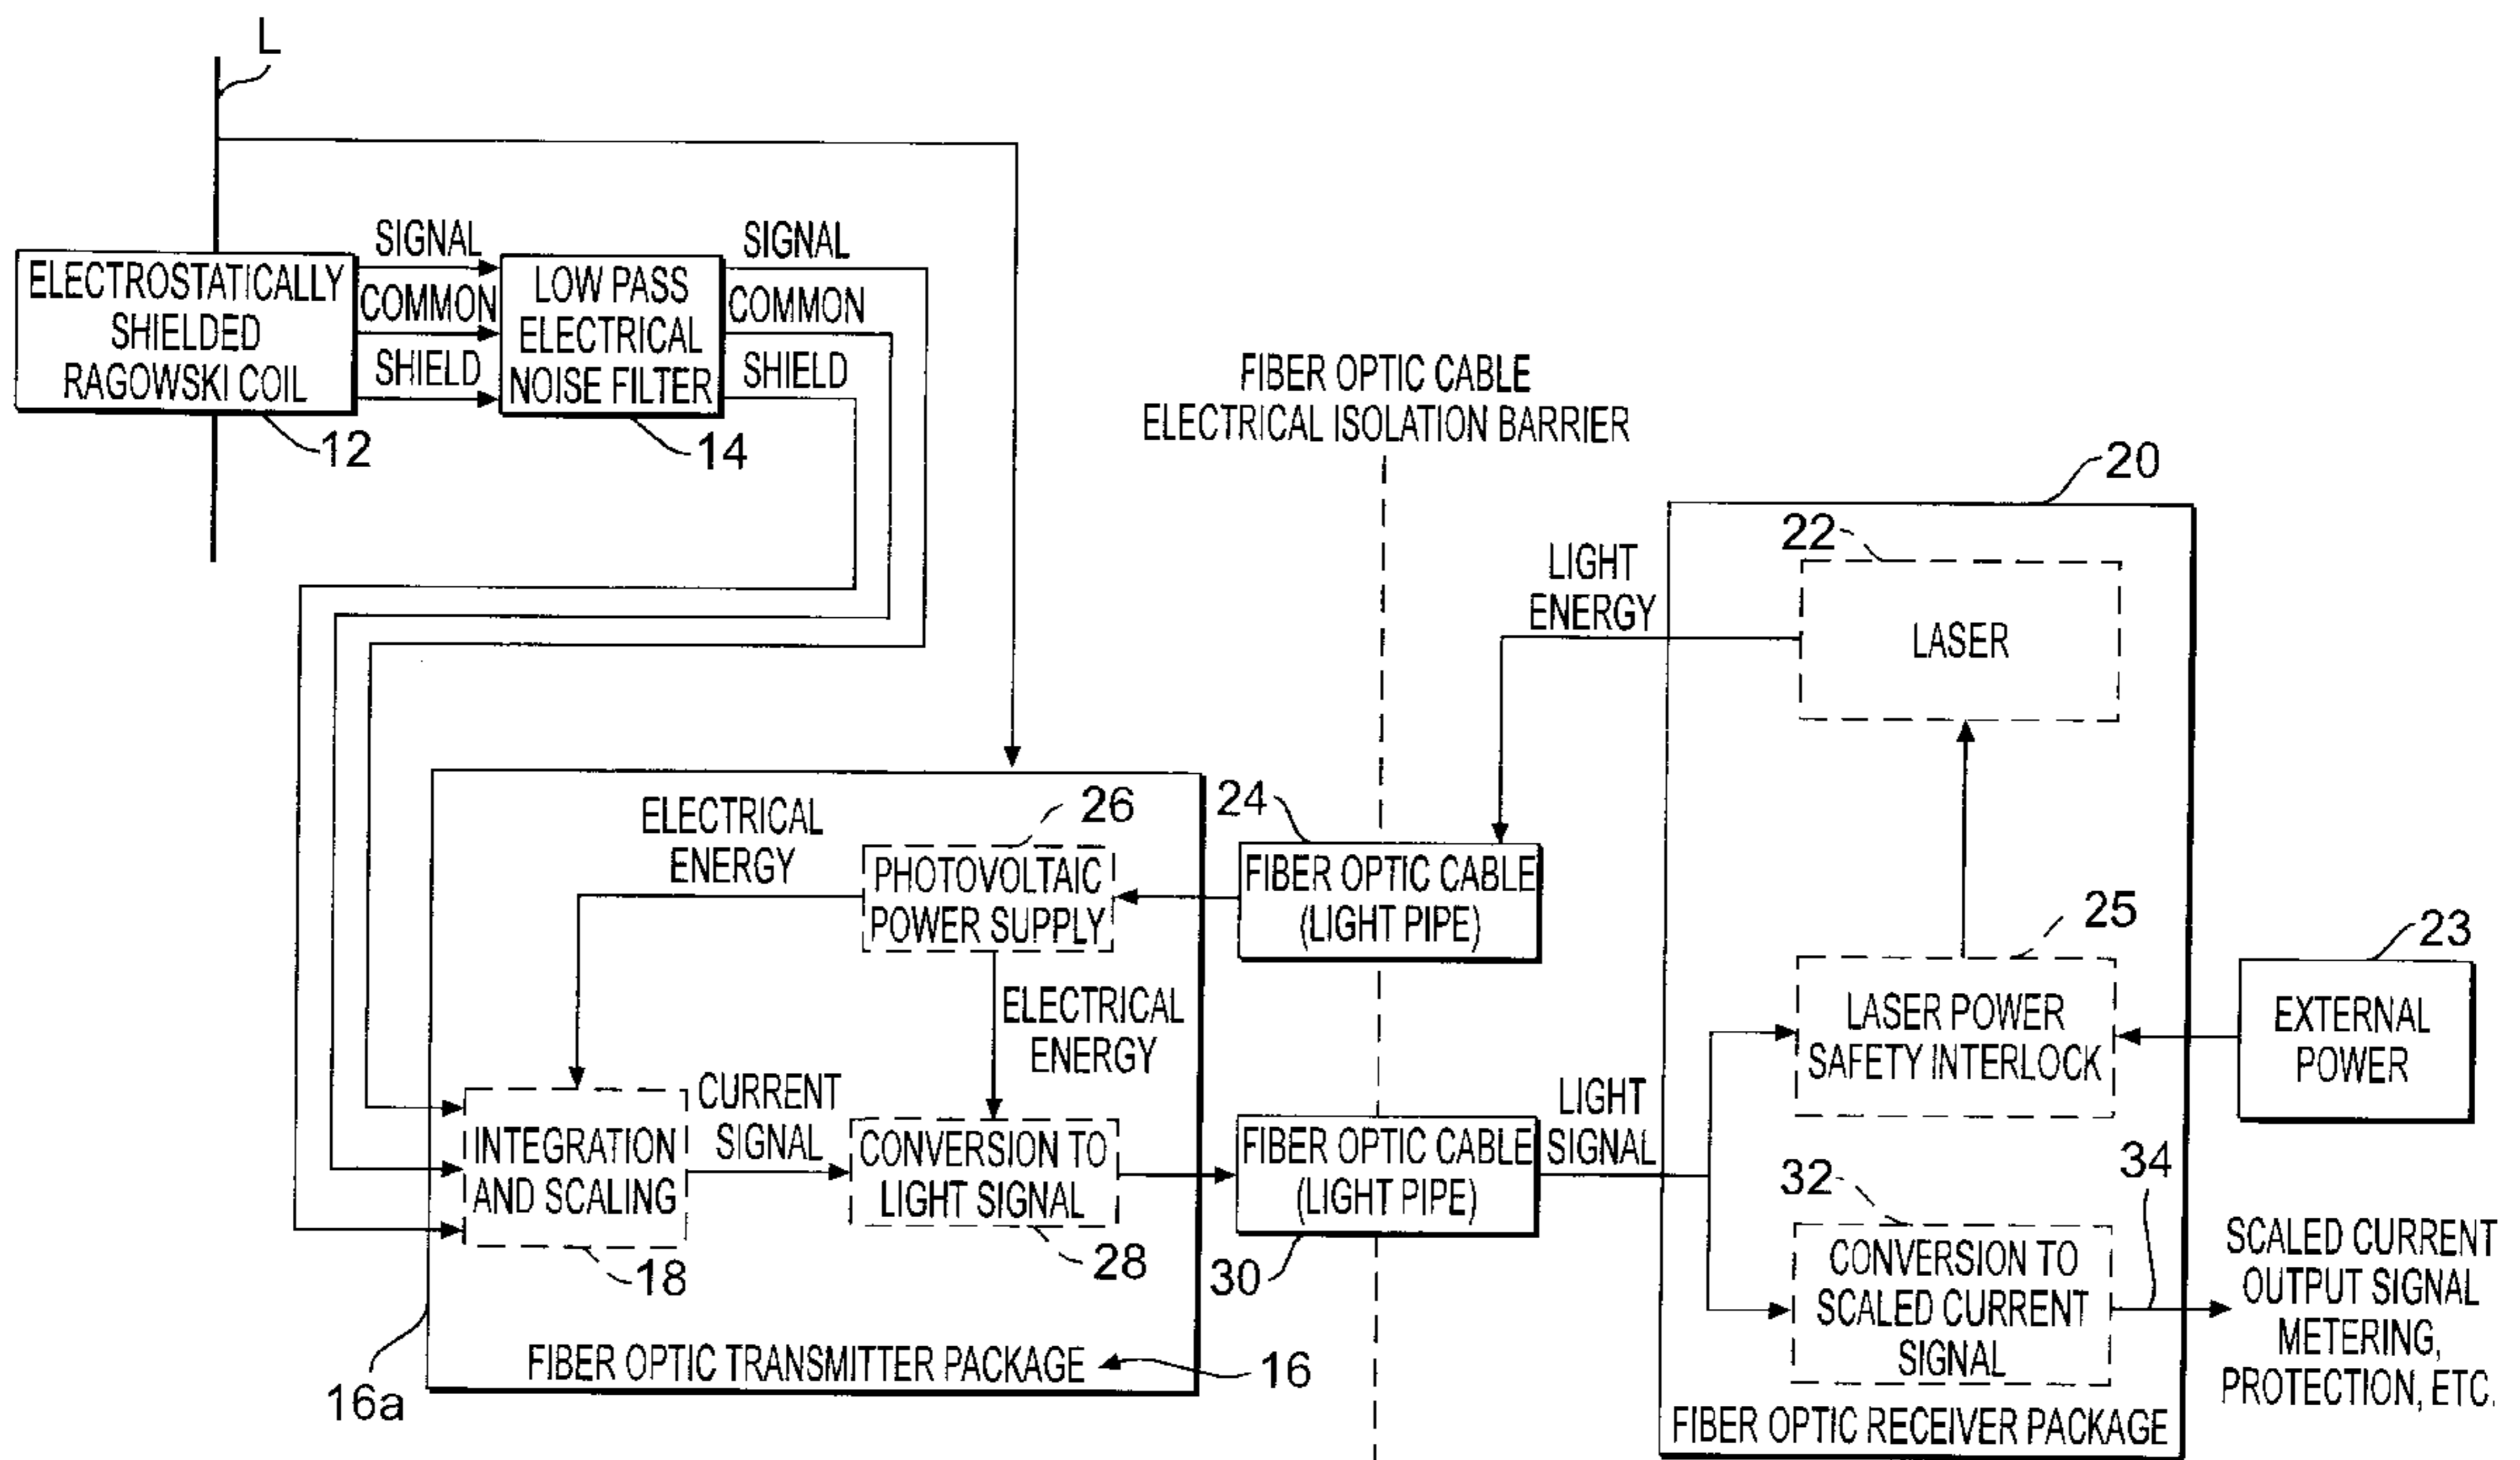 L
SIGNAL
COMMON
SHIELD
SIGNAL
COMMON
SHIELD
ELECTROSTATICALLY
SHIELDED
RAGOWSKI COIL
12
LOW PASS
ELECTRICAL
NOISE FILTER
14
FIBER OPTIC CABLE
ELECTRICAL ISOLATION BARRIER
20
22
LASER
LIGHT
ENERGY
ELECTRICAL
ENERGY
26
PHOTOVOLTAIC
POWER SUPPLY
24
FIBER OPTIC CABLE
(LIGHT PIPE)
25
LASER POWER
SAFETY INTERLOCK
23
EXTERNAL
POWER
ELECTRICAL
ENERGY
INTEGRATION
AND SCALING
18
CURRENT
SIGNAL
CONVERSION TO
LIGHT SIGNAL
28
FIBER OPTIC CABLE
(LIGHT PIPE)
30
LIGHT
SIGNAL
32
CONVERSION TO
SCALED CURRENT
SIGNAL
34
SCALED CURRENT
OUTPUT SIGNAL
METERING,
PROTECTION, ETC.
16a
FIBER OPTIC TRANSMITTER PACKAGE
16
FIBER OPTIC RECEIVER PACKAGE